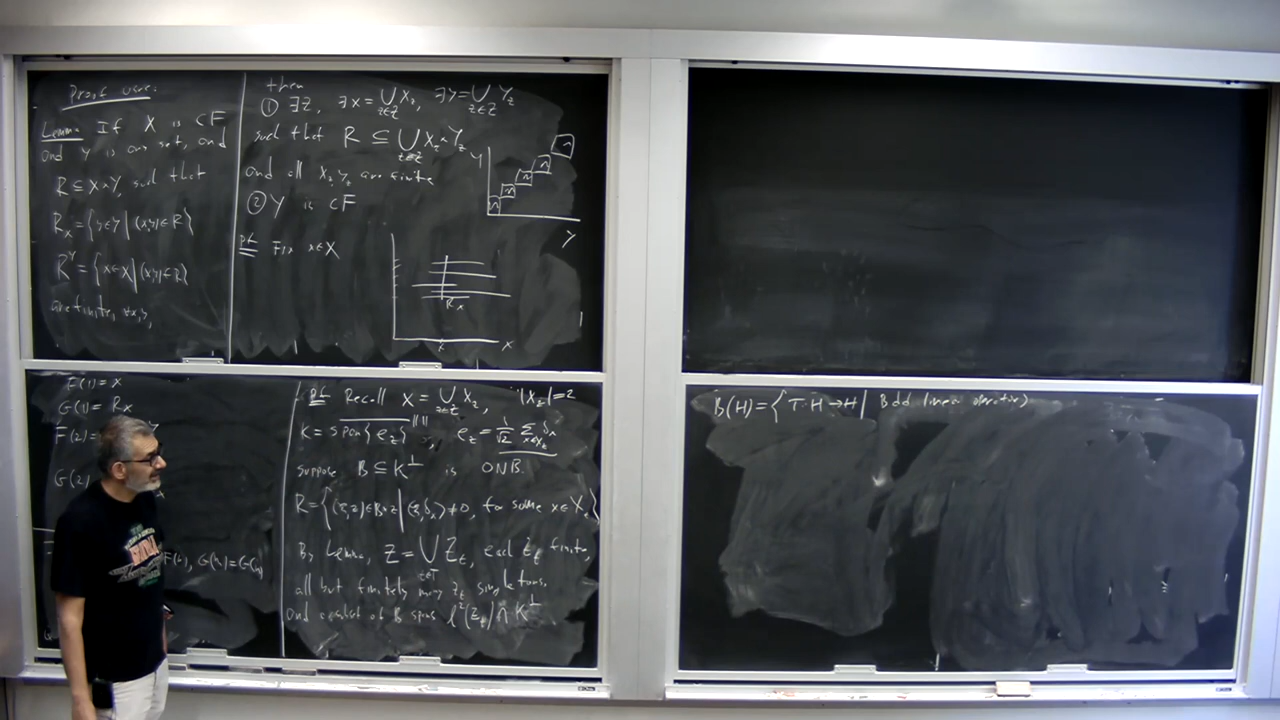 Proof uses:
Lemma If X is CF
and Y is any set, and
R ⊆ X×Y, such that
R_x = {y∈Y | (x,y)∈R}
R^y = {x∈X | (x,y)∈R}
are finite, ∀x,y,
then
① ∃Z, ∃X = ⋃_{z∈Z} X_z, ∃Y = ⋃_{z∈Z} Y_z
such that R ⊆ ⋃_{z∈Z} X_z×Y_z
and all X_z, Y_z are finite
② Y is CF
Pf Fix x∈X
Y
R_x
x
X
F(1) = x
G(1) = R_x
F(2) =
G(2)
F(k), G(k) =
Pf Recall X = ⋃_{z∈Z} X_z, |X_z| = 2
K = span{e_z}^{‖ ‖}, e_z = 1/√2 ∑_{x∈X_z} δ_x
Suppose B ⊆ K^⊥ is ONB.
R = {(ξ,z)∈B×Z | ⟨ξ,δ_x⟩≠0, for some x∈X_z}
By Lemma, Z = ⋃_{t∈T} Z_t, each Z_t finite,
all but finitely many Z_t singletons,
and a subset of B spans ℓ²(Z_t) ∩ K^⊥
B(H) = { T:H→H | Bdd linear operators }